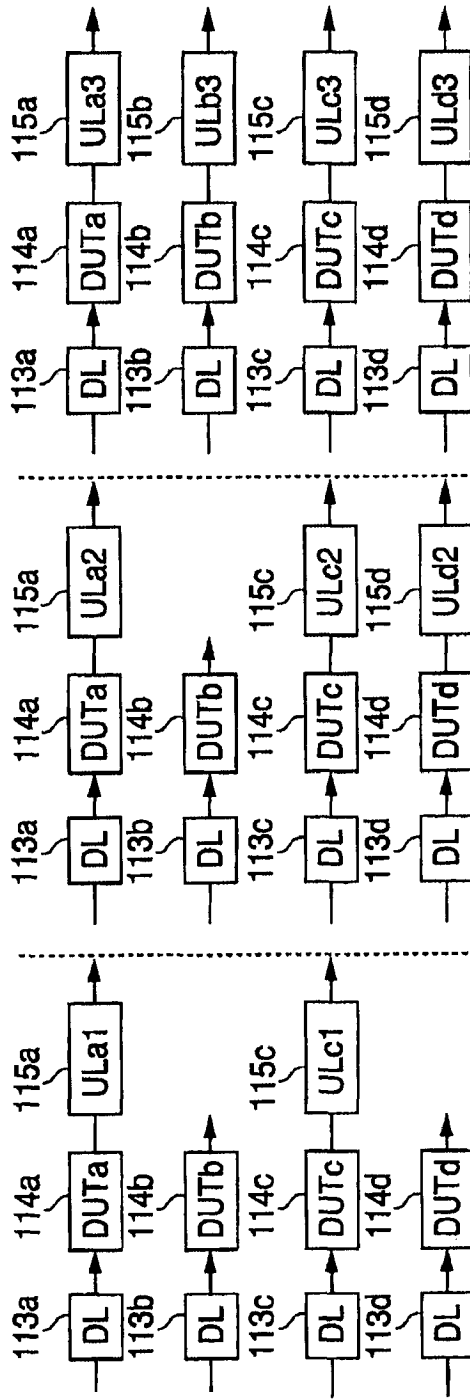 113a 114a 115a 113a 114a 115a 113a 114a 115a
DL DUTa ULa1 DL DUTa ULa2 DL DUTa ULa3
113b 114b 113b 114b 113b 114b 115b
DL DUTb DL DUTb DL DUTb ULb3
113c 114c 115c 113c 114c 115c 113c 114c 115c
DL DUTc ULc1 DL DUTc ULc2 DL DUTc ULc3
113d 114d 113d 114d 115d 113d 114d 115d
DL DUTd DL DUTd ULd2 DL DUTd ULd3